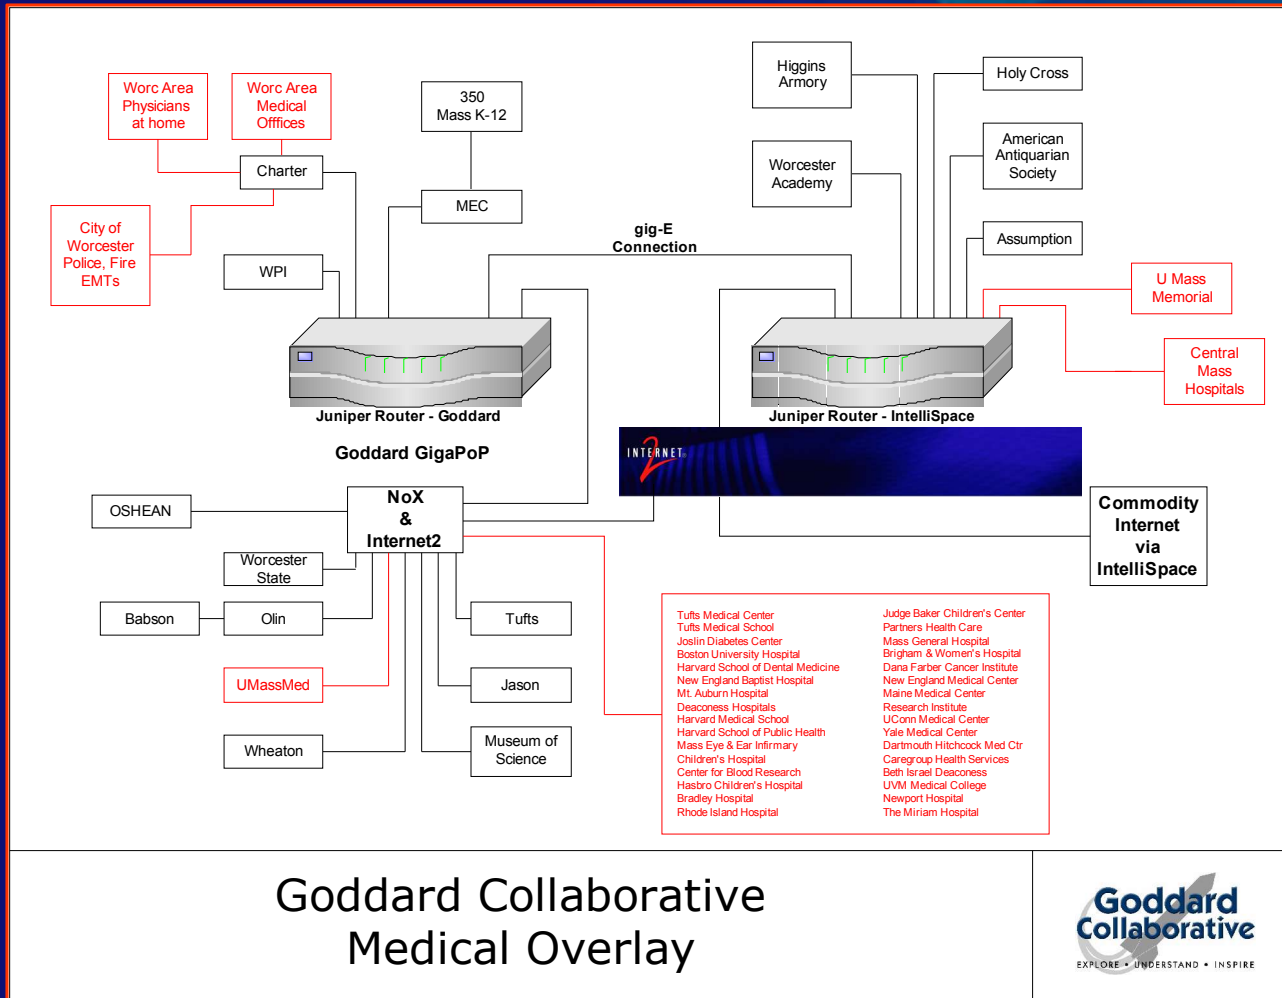 Worc Area
Physicians
at home
Worc Area
Medical
Offfices
350
Mass K-12
Higgins
Armory
Holy Cross
Charter
American
Antiquarian
Society
Worcester
Academy
MEC
City of
Worcester
Police, Fire
EMTs
gig-E
Connection
Assumption
WPI
U Mass
Memorial
Central
Mass
Hospitals
Juniper Router - Goddard
Juniper Router - IntelliSpace
Goddard GigaPoP
INTERNET
2
NoX
&
Internet2
OSHEAN
Commodity
Internet
via
IntelliSpace
Worcester
State
Babson
Olin
Tufts
UMassMed
Jason
Wheaton
Museum of
Science
Tufts Medical Center
Tufts Medical School
Joslin Diabetes Center
Boston University Hospital
Harvard School of Dental Medicine
New England Baptist Hospital
Mt. Auburn Hospital
Deaconess Hospitals
Harvard Medical School
Harvard School of Public Health
Mass Eye & Ear Infirmary
Children's Hospital
Center for Blood Research
Hasbro Children's Hospital
Bradley Hospital
Rhode Island Hospital
Judge Baker Children's Center
Partners Health Care
Mass General Hospital
Brigham & Women's Hospital
Dana Farber Cancer Institute
New England Medical Center
Maine Medical Center
Research Institute
UConn Medical Center
Yale Medical Center
Dartmouth Hitchcock Med Ctr
Caregroup Health Services
Beth Israel Deaconess
UVM Medical College
Newport Hospital
The Miriam Hospital
Goddard Collaborative
Medical Overlay
Goddard
Collaborative
EXPLORE • UNDERSTAND • INSPIRE